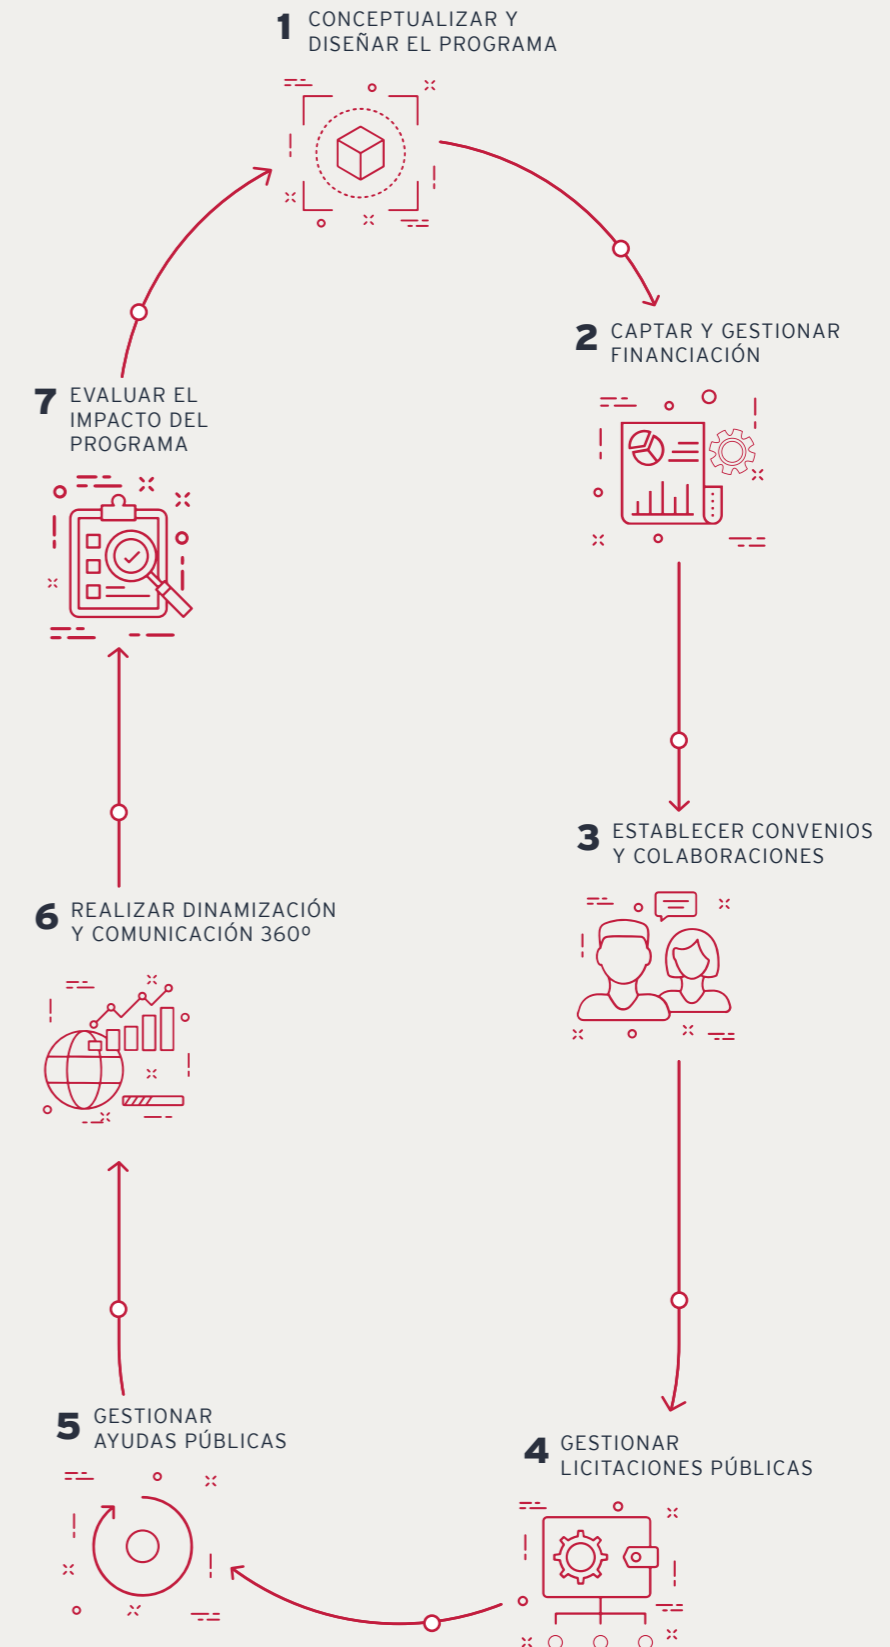 1 CONCEPTUALIZAR Y
DISEÑAR EL PROGRAMA
2 CAPTAR Y GESTIONAR
FINANCIACIÓN
3 ESTABLECER CONVENIOS
Y COLABORACIONES
4 GESTIONAR
LICITACIONES PÚBLICAS
5 GESTIONAR
AYUDAS PÚBLICAS
6 REALIZAR DINAMIZACIÓN
Y COMUNICACIÓN 360º
7 EVALUAR EL
IMPACTO DEL
PROGRAMA